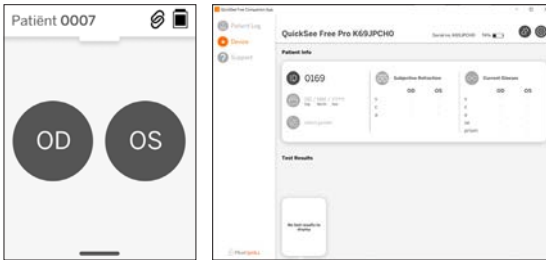 Patiënt 0007
OD OS
QuickSee Free Companion App
Patient Log
Device
Support
QuickSee Free Pro K69JPCH0
Patient Info
0169
Subjective Refraction
OD OS
Current Glasses
OD OS
Test Results
No test results to
display